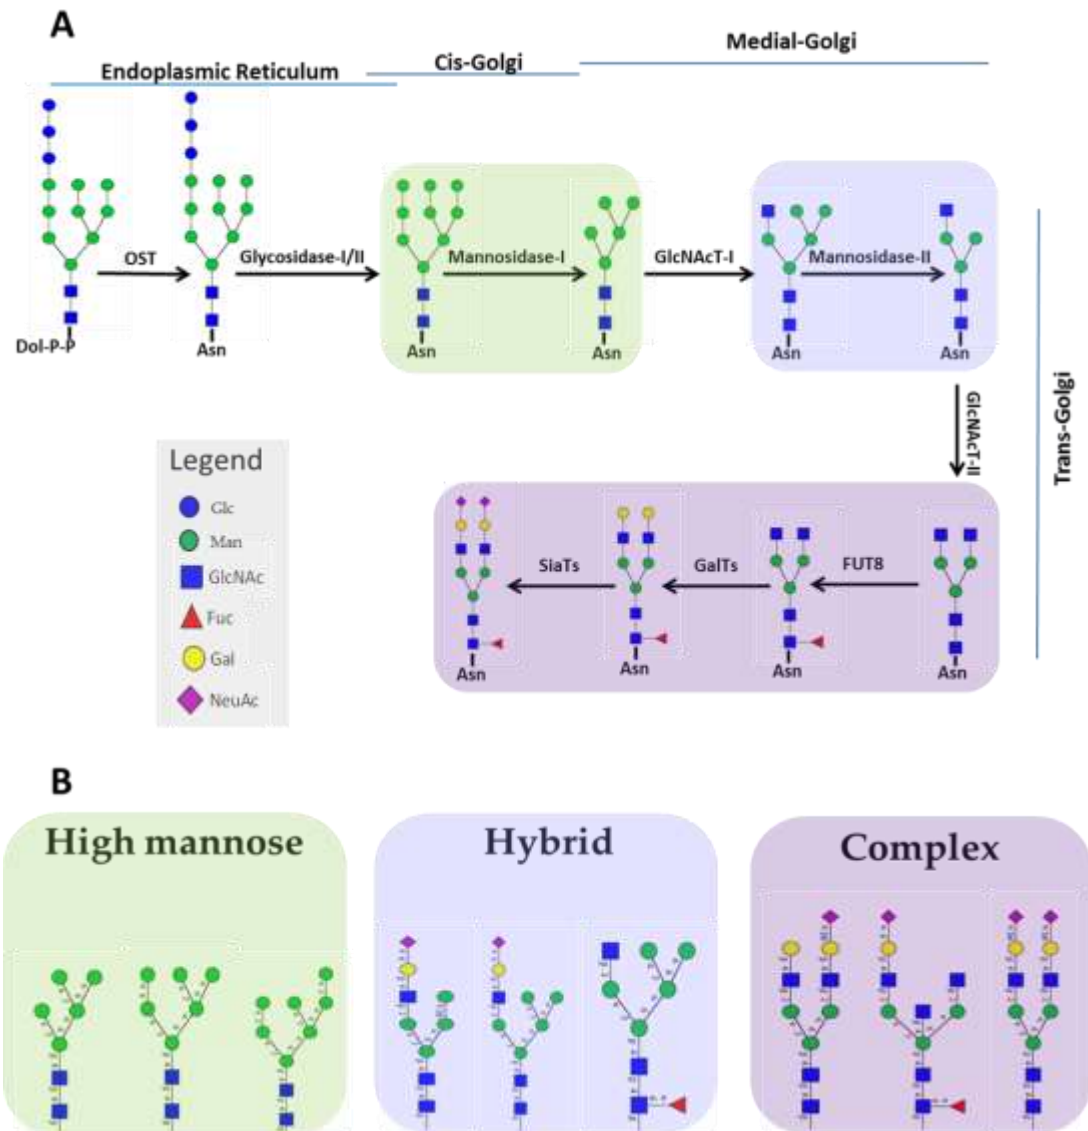 A
Medial-Golgi
Cis-Golgi
Endoplasmic Reticulum
OST
Glycosidase-I/II
Mannosidase-I
GlcNAcT-I
Mannosidase-II
Dol-P-P
Asn
Asn
Asn
Asn
Asn
GlcNAcT-II
Trans-Golgi
Legend
Glc
Man
GlcNAc
Fuc
Gal
NeuAc
SiaTs
GalTs
FUT8
Asn
Asn
Asn
Asn
B
High mannose
Hybrid
Complex